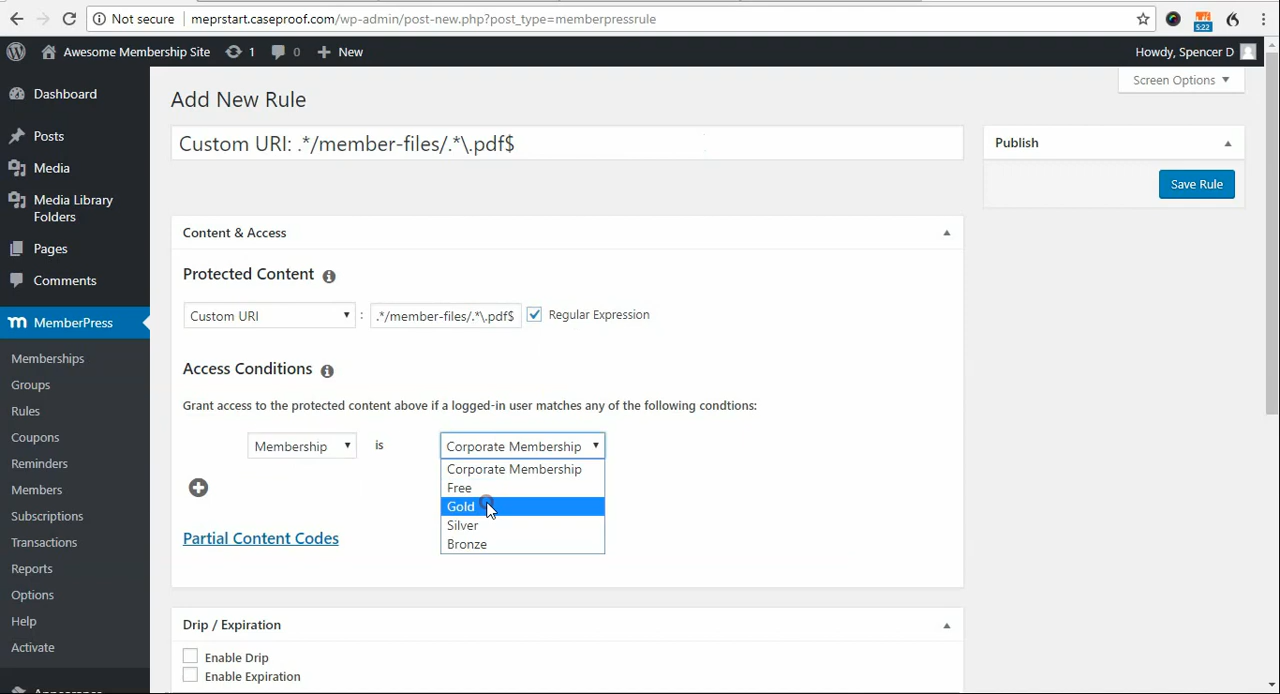 Not secure meprstart.caseproof.com/wp-admin/post-new.php?post_type=memberpressrule
5:22
Awesome Membership Site 1 0 New Howdy, Spencer D
Screen Options
Dashboard
Posts
Media
Media Library
Folders
Pages
Comments
MemberPress
Memberships
Groups
Rules
Coupons
Reminders
Members
Subscriptions
Transactions
Reports
Options
Help
Activate
Appearance
Add New Rule
Custom URI: .*/member-files/.*\.pdf$
Content & Access
Protected Content
Custom URI : .*/member-files/.*\.pdf$ Regular Expression
Access Conditions
Grant access to the protected content above if a logged-in user matches any of the following condtions:
Membership is Corporate Membership
Corporate Membership
Free
Gold
Silver
Bronze
Partial Content Codes
Drip / Expiration
Enable Drip
Enable Expiration
Publish
Save Rule